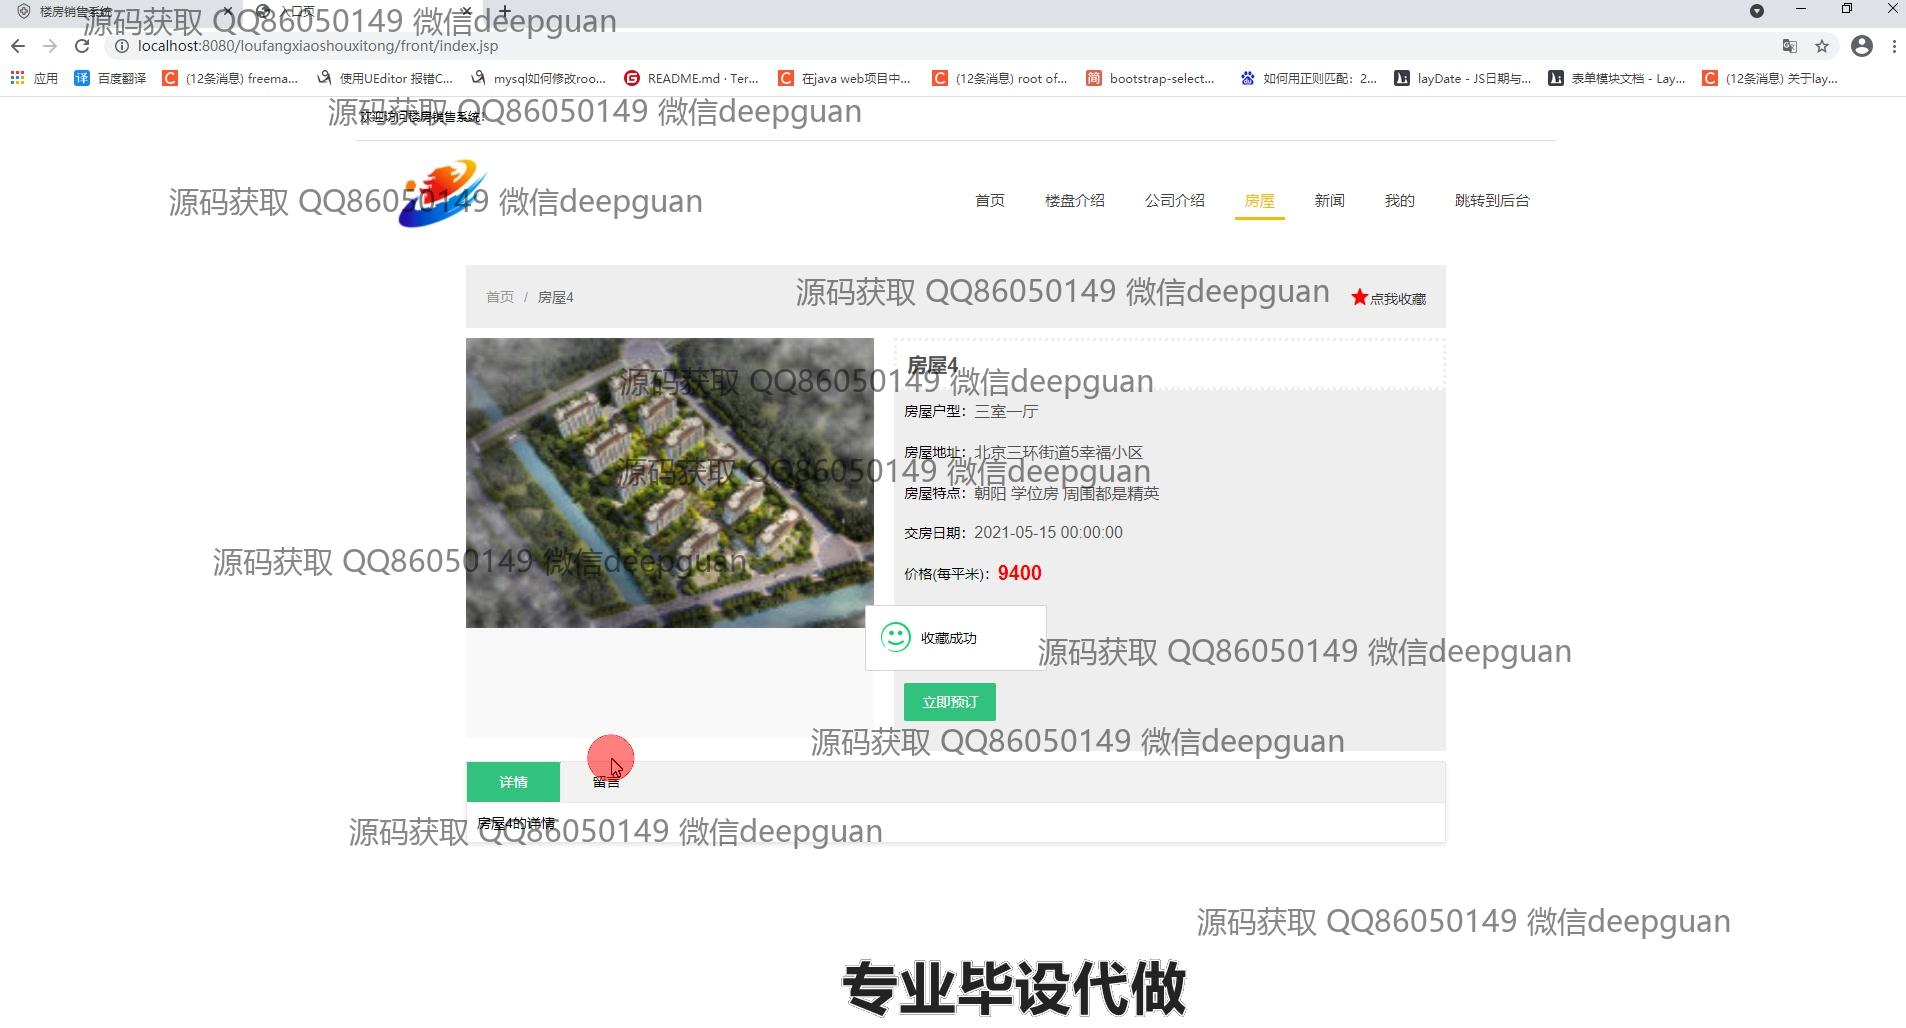 楼房销售系统
入口页
源码获取 QQ86050149 微信deepguan
localhost:8080/loufangxiaoshouxitong/front/index.jsp
应用
百度翻译
(12条消息) freema...
使用UEditor 报错C...
mysql如何修改roo...
README.md · Ter...
在java web项目中...
(12条消息) root of...
bootstrap-select...
如何用正则匹配：2...
layDate - JS日期与...
表单模块文档 - Lay...
(12条消息) 关于lay...
源码获取 QQ86050149 微信deepguan
欢迎访问楼房销售系统！
源码获取 QQ86050149 微信deepguan
首页
楼盘介绍
公司介绍
房屋
新闻
我的
跳转到后台
首页 / 房屋4
源码获取 QQ86050149 微信deepguan
点我收藏
房屋4
源码获取 QQ86050149 微信deepguan
房屋户型：三室一厅
房屋地址：北京三环街道5幸福小区
源码获取 QQ86050149 微信deepguan
房屋特点：朝阳 学位房 周围都是精英
交房日期：2021-05-15 00:00:00
源码获取 QQ86050149 微信deepguan
价格(每平米)：9400
收藏成功
源码获取 QQ86050149 微信deepguan
立即预订
源码获取 QQ86050149 微信deepguan
详情
留言
房屋4的详情
源码获取 QQ86050149 微信deepguan
源码获取 QQ86050149 微信deepguan
专业毕设代做